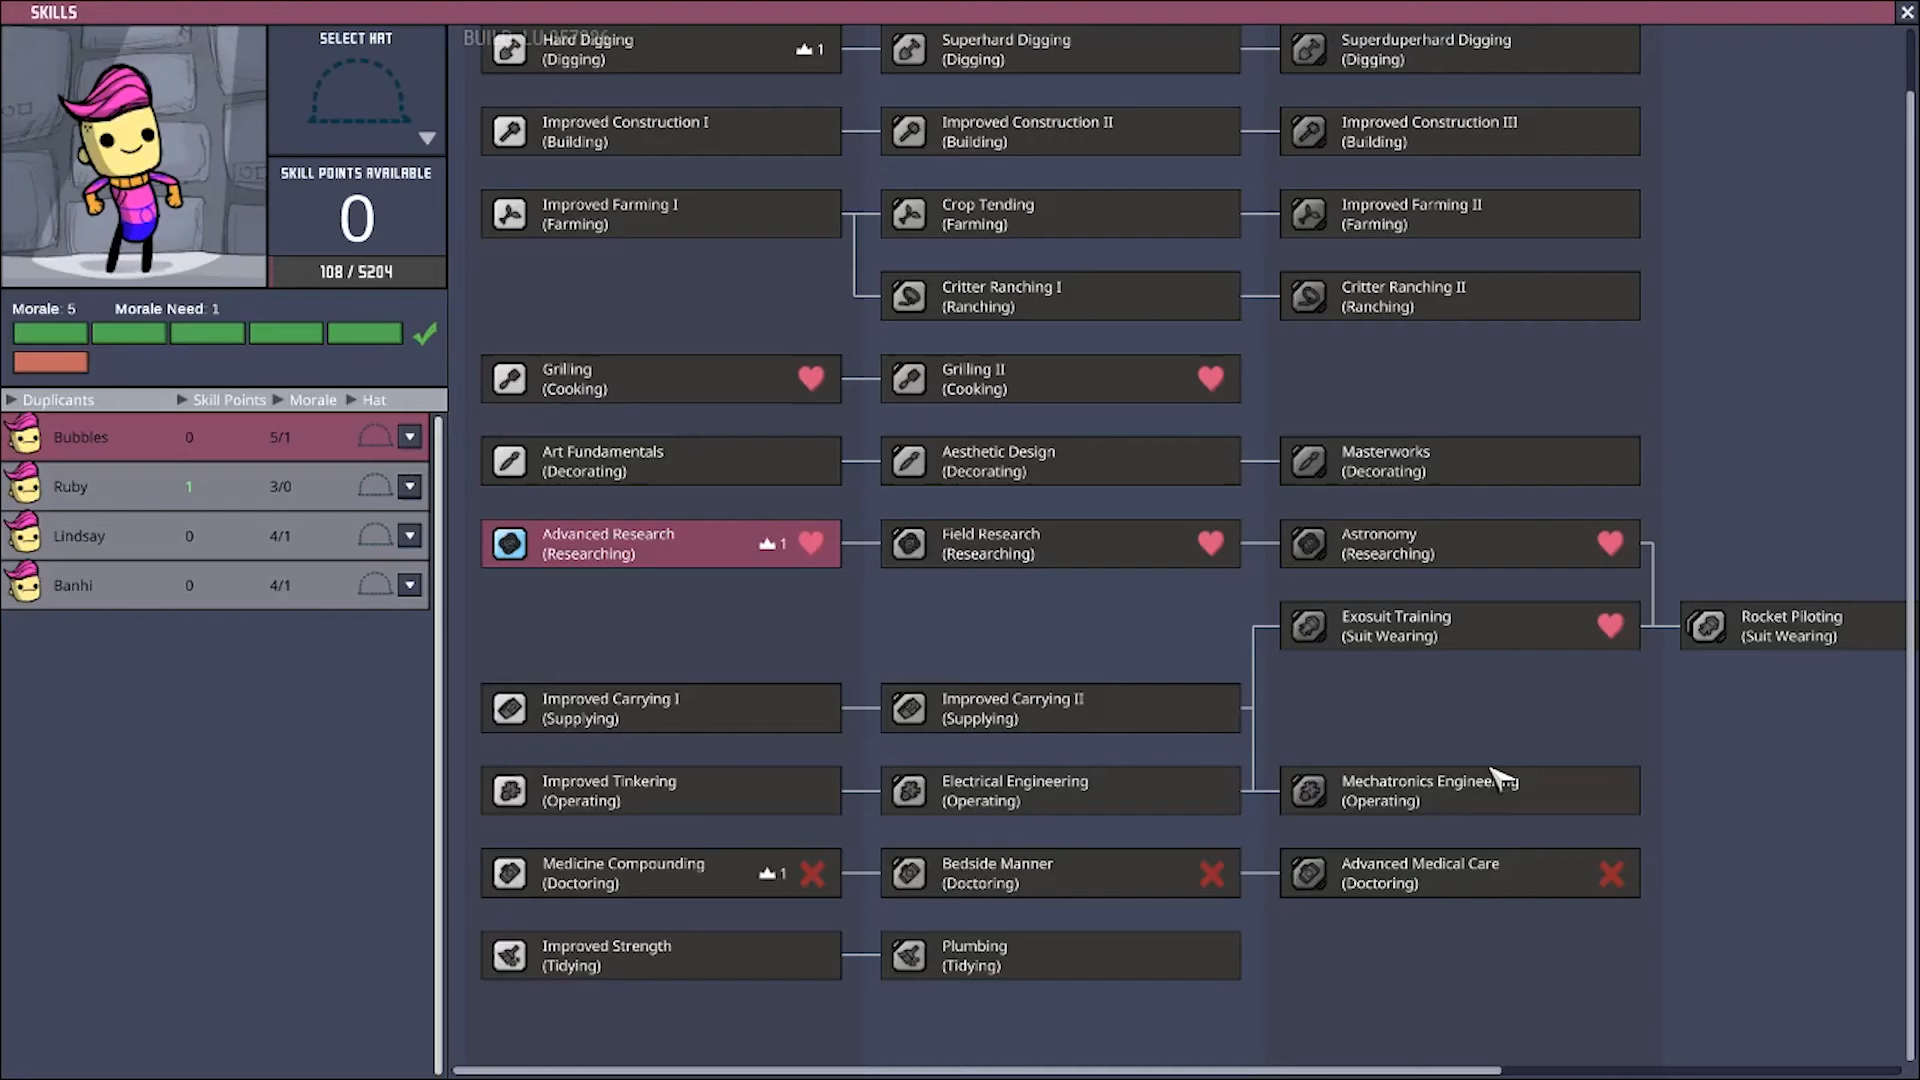 SKILLS
SELECT HAT
SKILL POINTS AVAILABLE
0
108 / 5204
Morale: 5
Morale Need: 1
Duplicants
Skill Points
Morale
Hat
Bubbles
0
5/1
Ruby
1
3/0
Lindsay
0
4/1
Banhi
0
4/1
Hard Digging
(Digging)
1
Superhard Digging
(Digging)
Superduperhard Digging
(Digging)
Improved Construction I
(Building)
Improved Construction II
(Building)
Improved Construction III
(Building)
Improved Farming I
(Farming)
Crop Tending
(Farming)
Improved Farming II
(Farming)
Critter Ranching I
(Ranching)
Critter Ranching II
(Ranching)
Grilling
(Cooking)
Grilling II
(Cooking)
Art Fundamentals
(Decorating)
Aesthetic Design
(Decorating)
Masterworks
(Decorating)
Advanced Research
(Researching)
1
Field Research
(Researching)
Astronomy
(Researching)
Exosuit Training
(Suit Wearing)
Rocket Piloting
(Suit Wearing)
Improved Carrying I
(Supplying)
Improved Carrying II
(Supplying)
Improved Tinkering
(Operating)
Electrical Engineering
(Operating)
Mechatronics Engineering
(Operating)
Medicine Compounding
(Doctoring)
1
Bedside Manner
(Doctoring)
Advanced Medical Care
(Doctoring)
Improved Strength
(Tidying)
Plumbing
(Tidying)